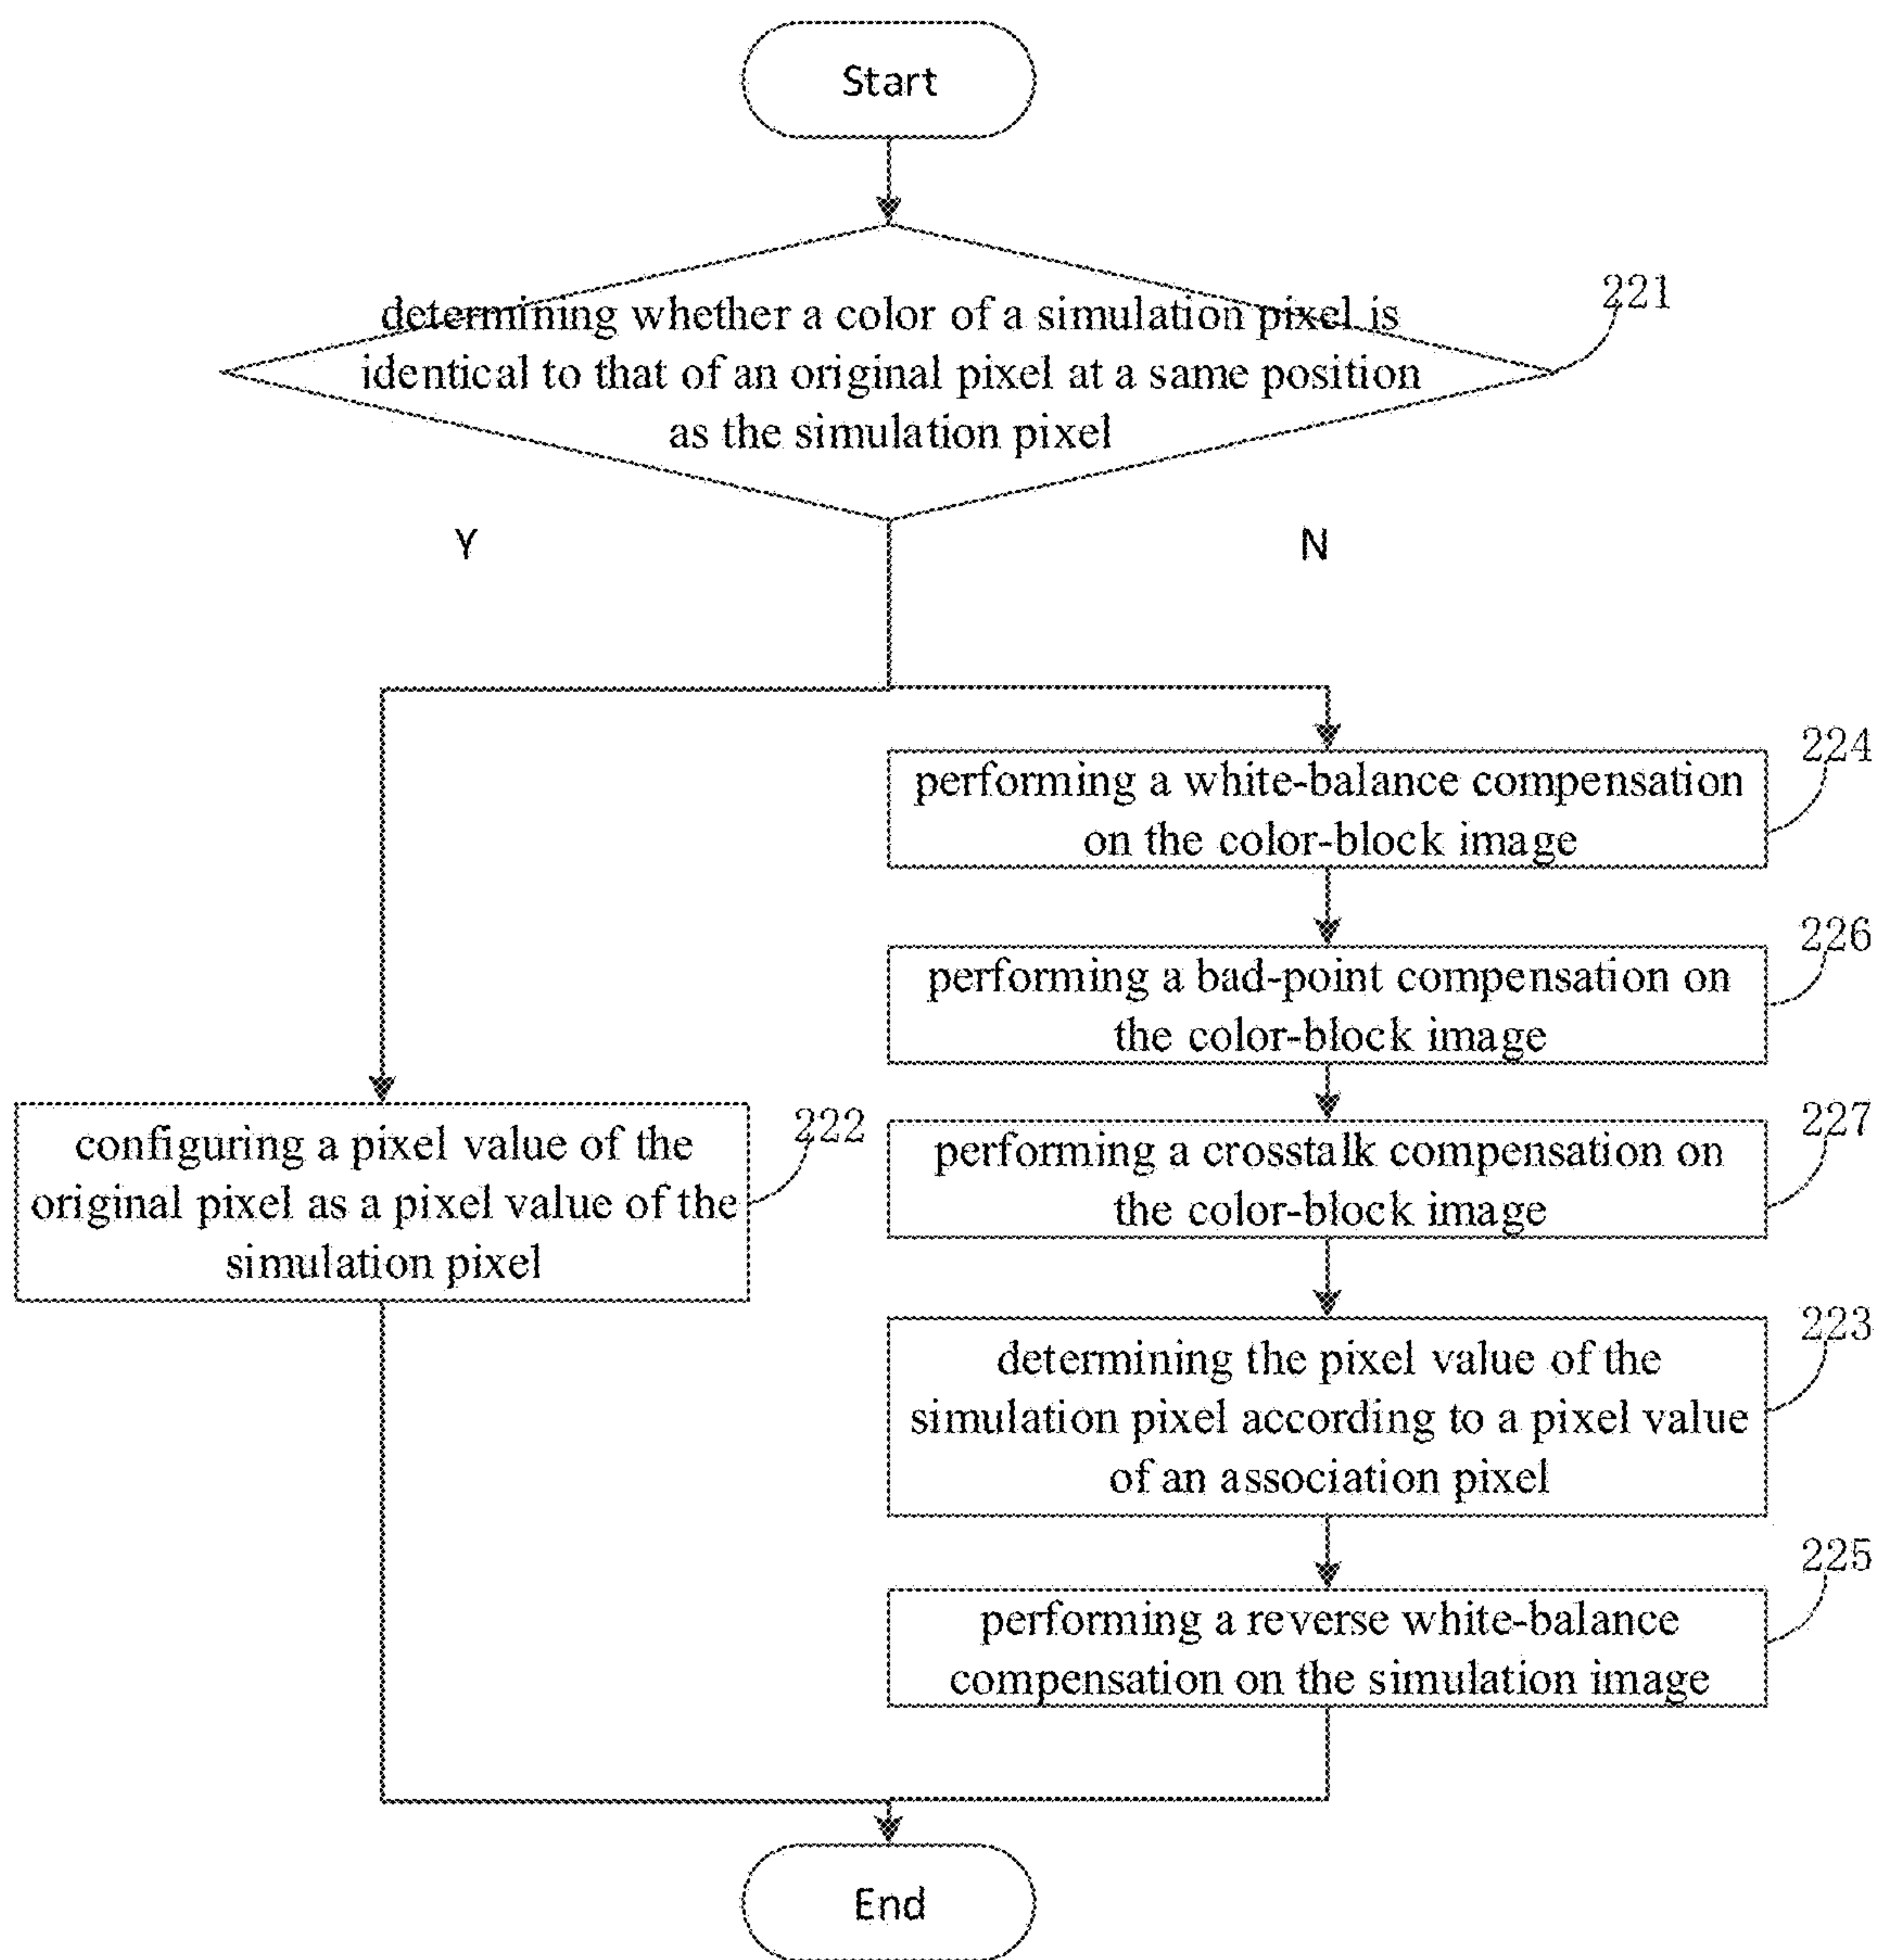 Start
determining whether a color of a simulation pixel is
identical to that of an original pixel at a same position
as the simulation pixel
221
Y
N
performing a white-balance compensation
on the color-block image
224
performing a bad-point compensation on
the color-block image
226
configuring a pixel value of the
original pixel as a pixel value of the
simulation pixel
222
performing a crosstalk compensation on
the color-block image
227
determining the pixel value of the
simulation pixel according to a pixel value
of an association pixel
223
performing a reverse white-balance
compensation on the simulation image
225
End